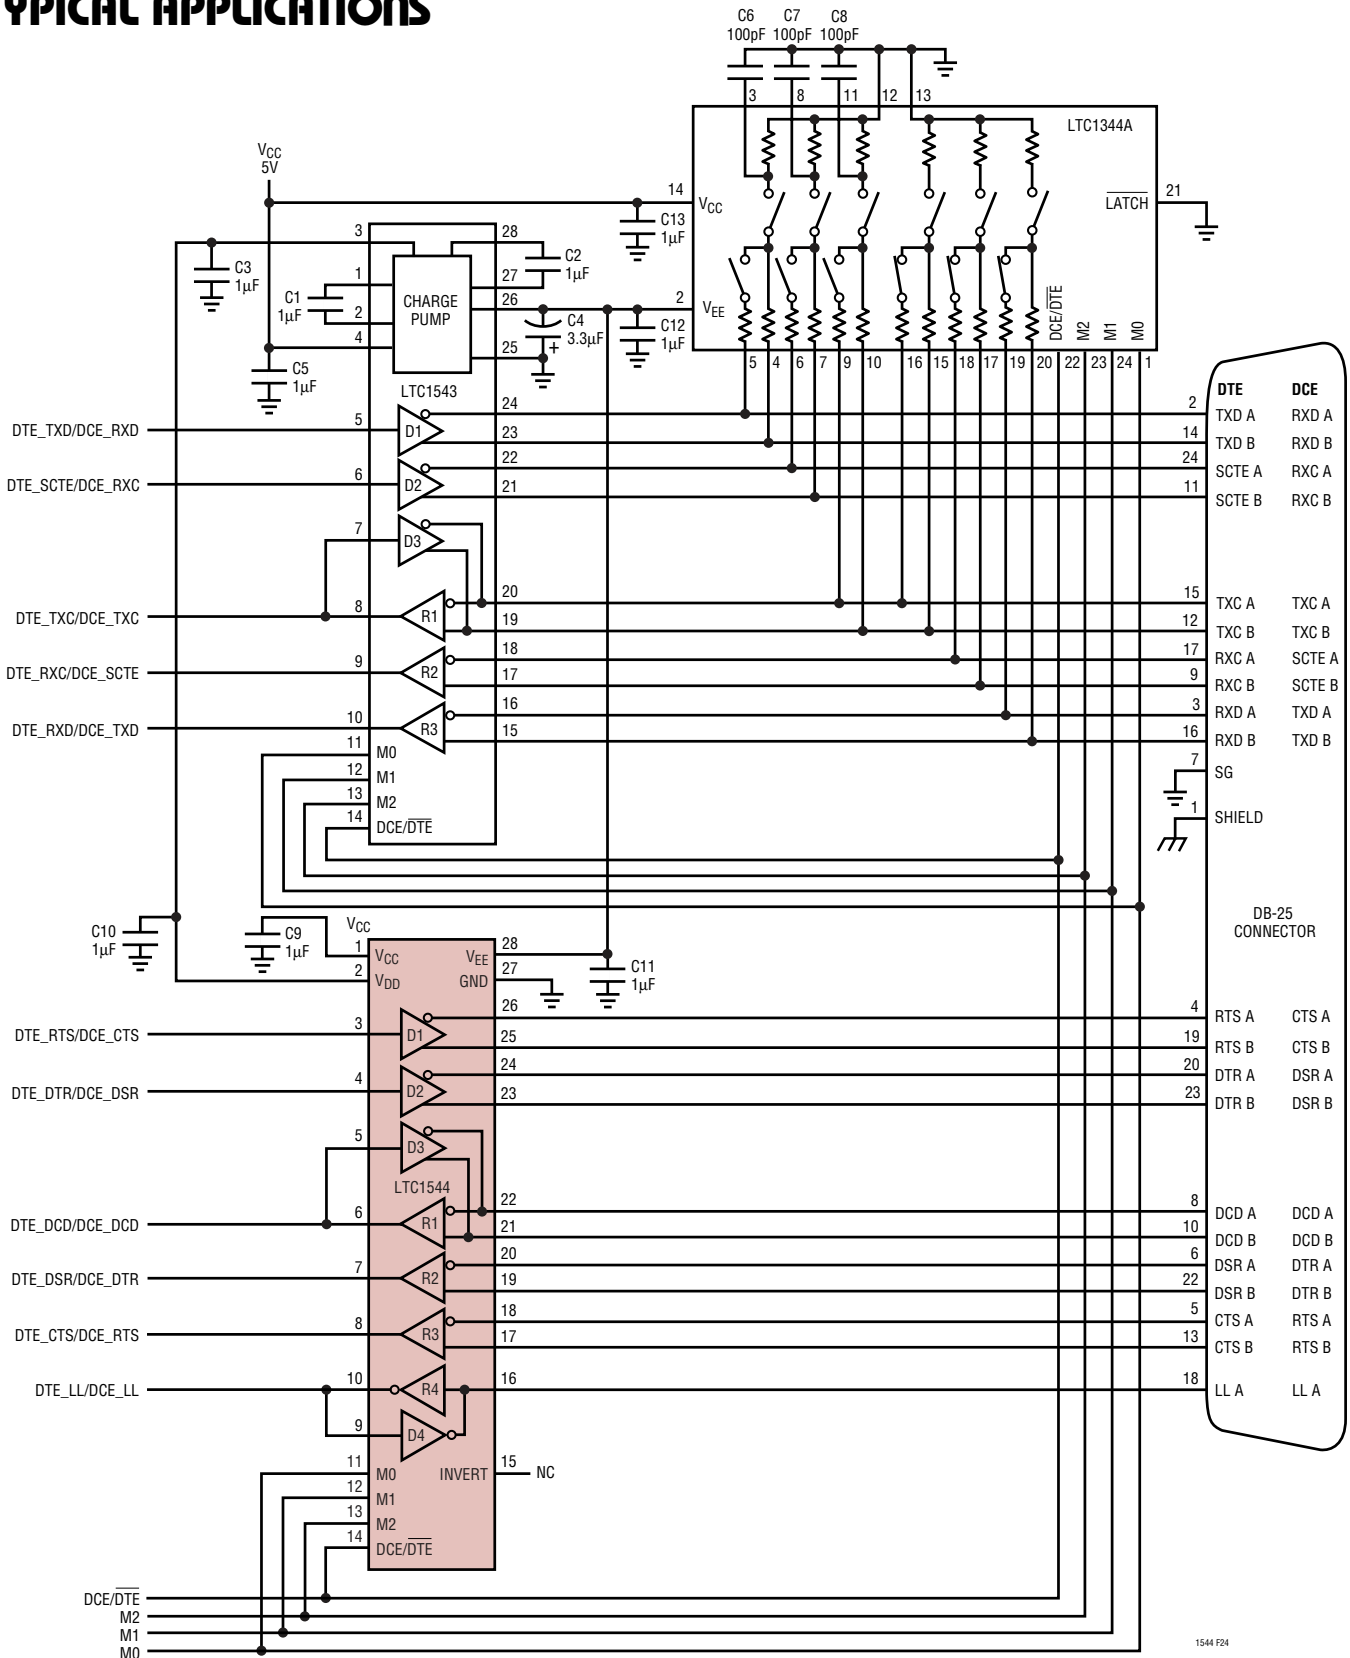 YPICAL APPLICATIONS
C6 C7 C8
100pF 100pF 100pF
3 8 11 12 13
LTC1344A
VCC
5V
14 VCC
LATCH 21
C13
1µF
3 28
C3
1µF
C2
1µF
1 27
C1
1µF
CHARGE
PUMP
2 26
4 25
C4
3.3µF
+
C12
1µF
2 VEE
DCE/DTE M2 M1 M0
5 4 6 7 9 10 16 15 18 17 19 20 22 23 24 1
C5
1µF
LTC1543
DTE DCE
DTE_TXD/DCE_RXD 5 D1 24 2 TXD A RXD A
23 14 TXD B RXD B
DTE_SCTE/DCE_RXC 6 D2 22 24 SCTE A RXC A
21 11 SCTE B RXC B
7 D3
DTE_TXC/DCE_TXC 8 R1 20 15 TXC A TXC A
19 12 TXC B TXC B
DTE_RXC/DCE_SCTE 9 R2 18 17 RXC A SCTE A
17 9 RXC B SCTE B
DTE_RXD/DCE_TXD 10 R3 16 3 RXD A TXD A
15 16 RXD B TXD B
11 M0
12 M1
13 M2
14 DCE/DTE
7 SG
1 SHIELD
DB-25
CONNECTOR
C10
1µF
C9
1µF
VCC
1 VCC VEE 28
2 VDD GND 27
C11
1µF
DTE_RTS/DCE_CTS 3 D1 26 4 RTS A CTS A
25 19 RTS B CTS B
DTE_DTR/DCE_DSR 4 D2 24 20 DTR A DSR A
23 23 DTR B DSR B
5 D3
LTC1544
DTE_DCD/DCE_DCD 6 R1 22 8 DCD A DCD A
21 10 DCD B DCD B
DTE_DSR/DCE_DTR 7 R2 20 6 DSR A DTR A
19 22 DSR B DTR B
DTE_CTS/DCE_RTS 8 R3 18 5 CTS A RTS A
17 13 CTS B RTS B
DTE_LL/DCE_LL 10 R4 16 18 LL A LL A
9 D4
11 M0 INVERT 15 NC
12 M1
13 M2
14 DCE/DTE
DCE/DTE
M2
M1
M0
1544 F24